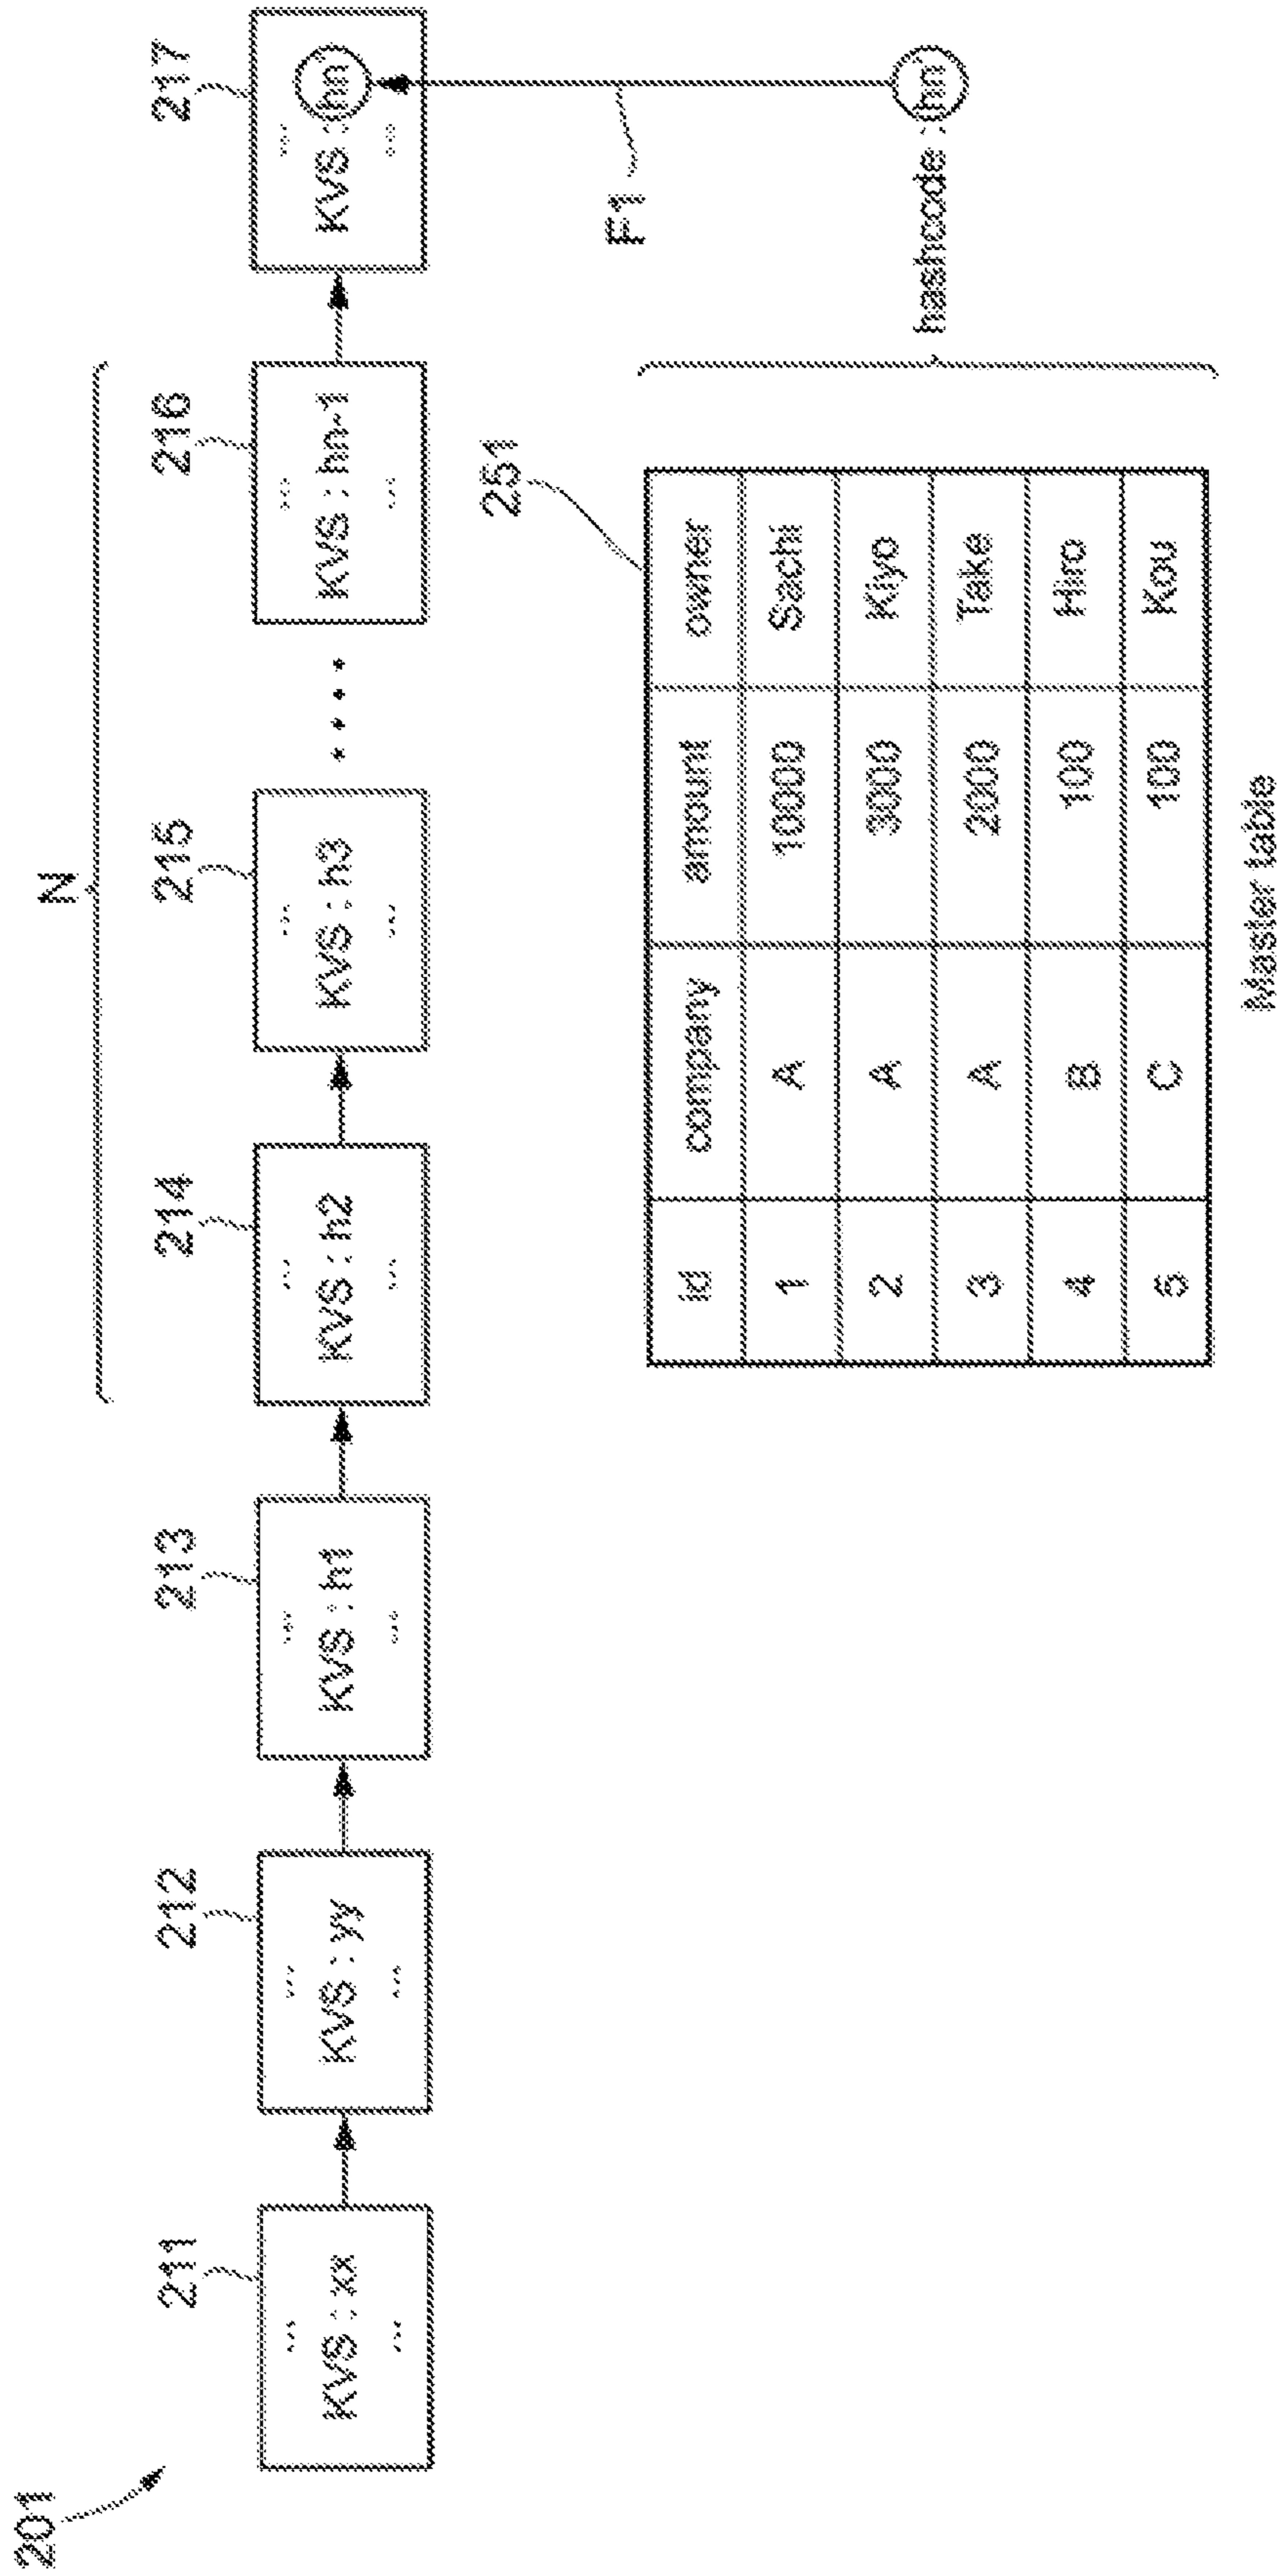 201
N
211
212
213
214
215
216
217
...
KVS : xx
...
...
KVS : yy
...
...
KVS : h1
...
...
KVS : h2
...
...
KVS : h3
...
....
...
KVS : hn-1
...
...
KVS : hn
...
F1
251
id company amount owner
1 A 10000 Sachi
2 A 3000 Kiyo
3 A 2000 Take
4 B 100 Hiro
5 C 100 Kou
hashcode : hn
Master table